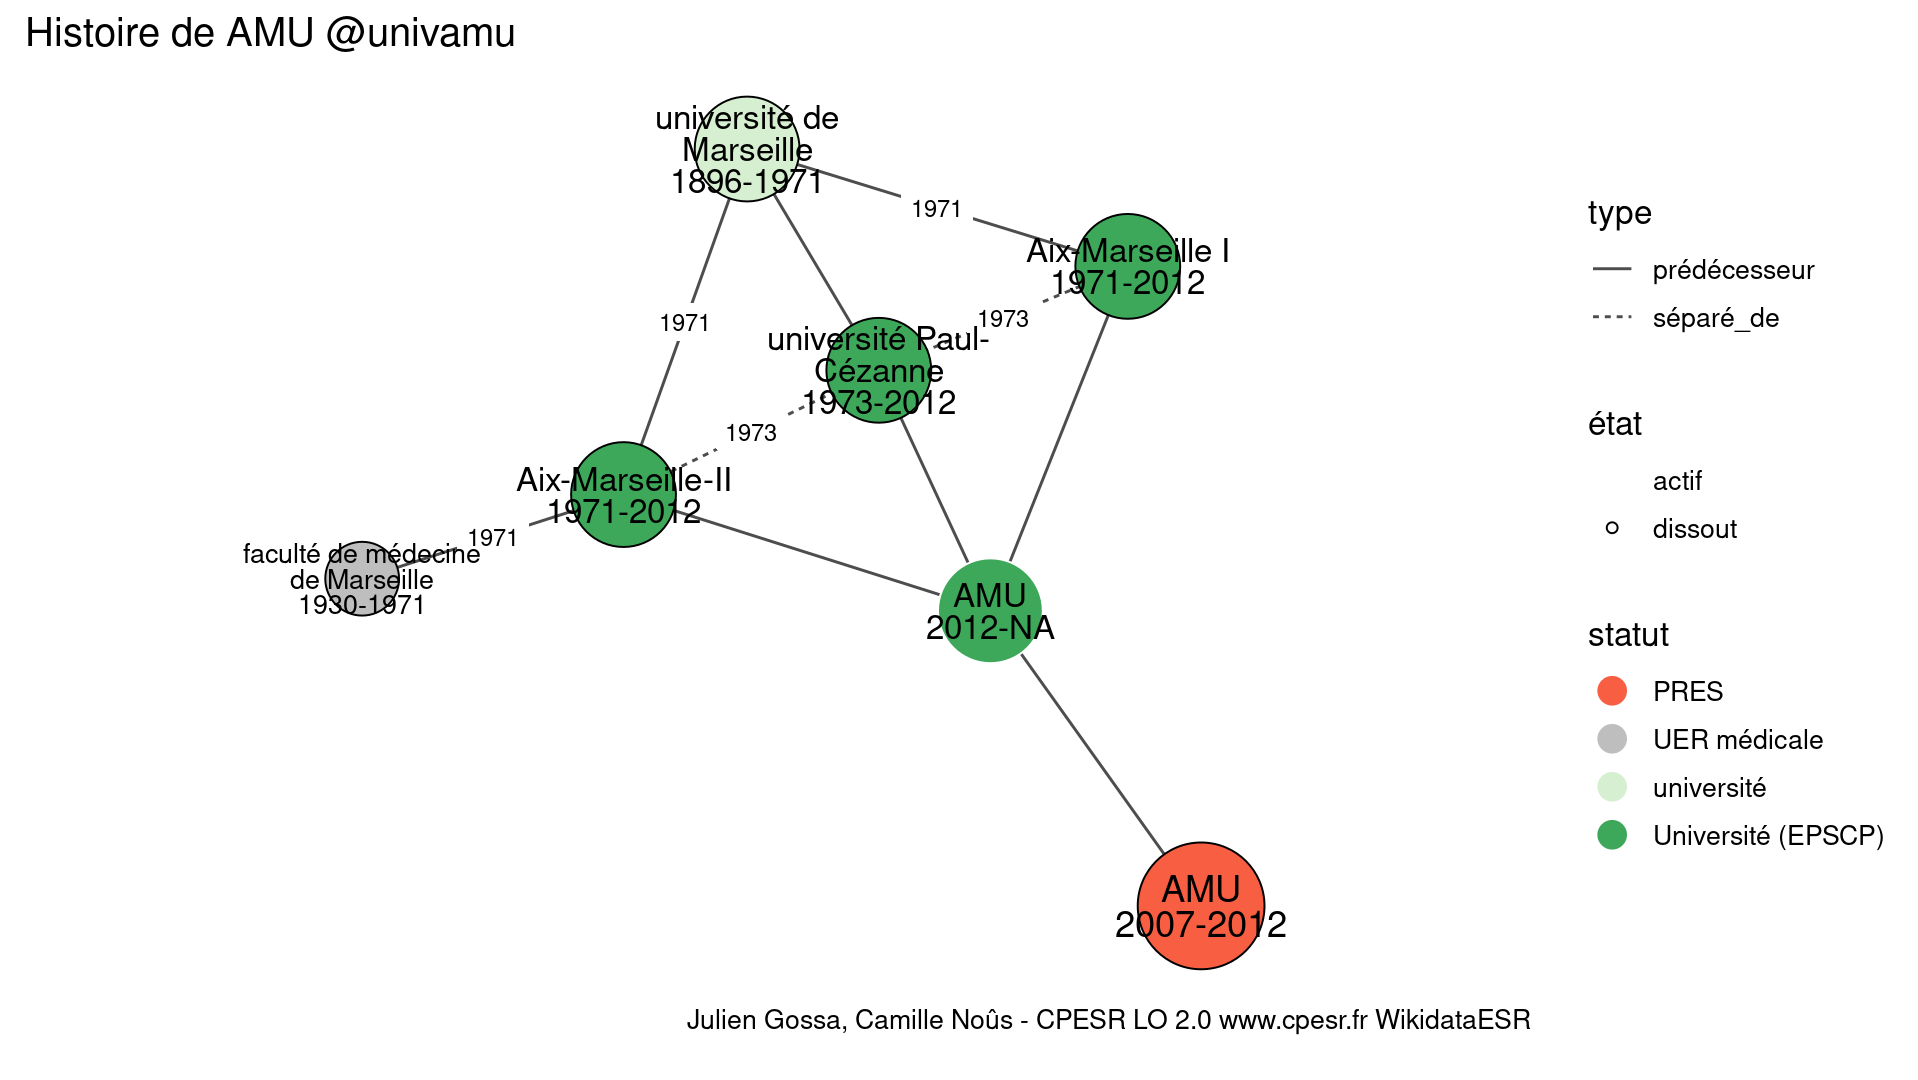 Histoire de AMU @univamu
université de
Marseille
1896-1971
1971
Aix-Marseille I
1971-2012
1971
1973
université Paul-
Cézanne
1973-2012
1973
Aix-Marseille-II
1971-2012
1971
faculté de médecine
de Marseille
1930-1971
AMU
2012-NA
AMU
2007-2012
type
prédécesseur
séparé_de
état
actif
dissout
statut
PRES
UER médicale
université
Université (EPSCP)
Julien Gossa, Camille Noûs - CPESR LO 2.0 www.cpesr.fr WikidataESR